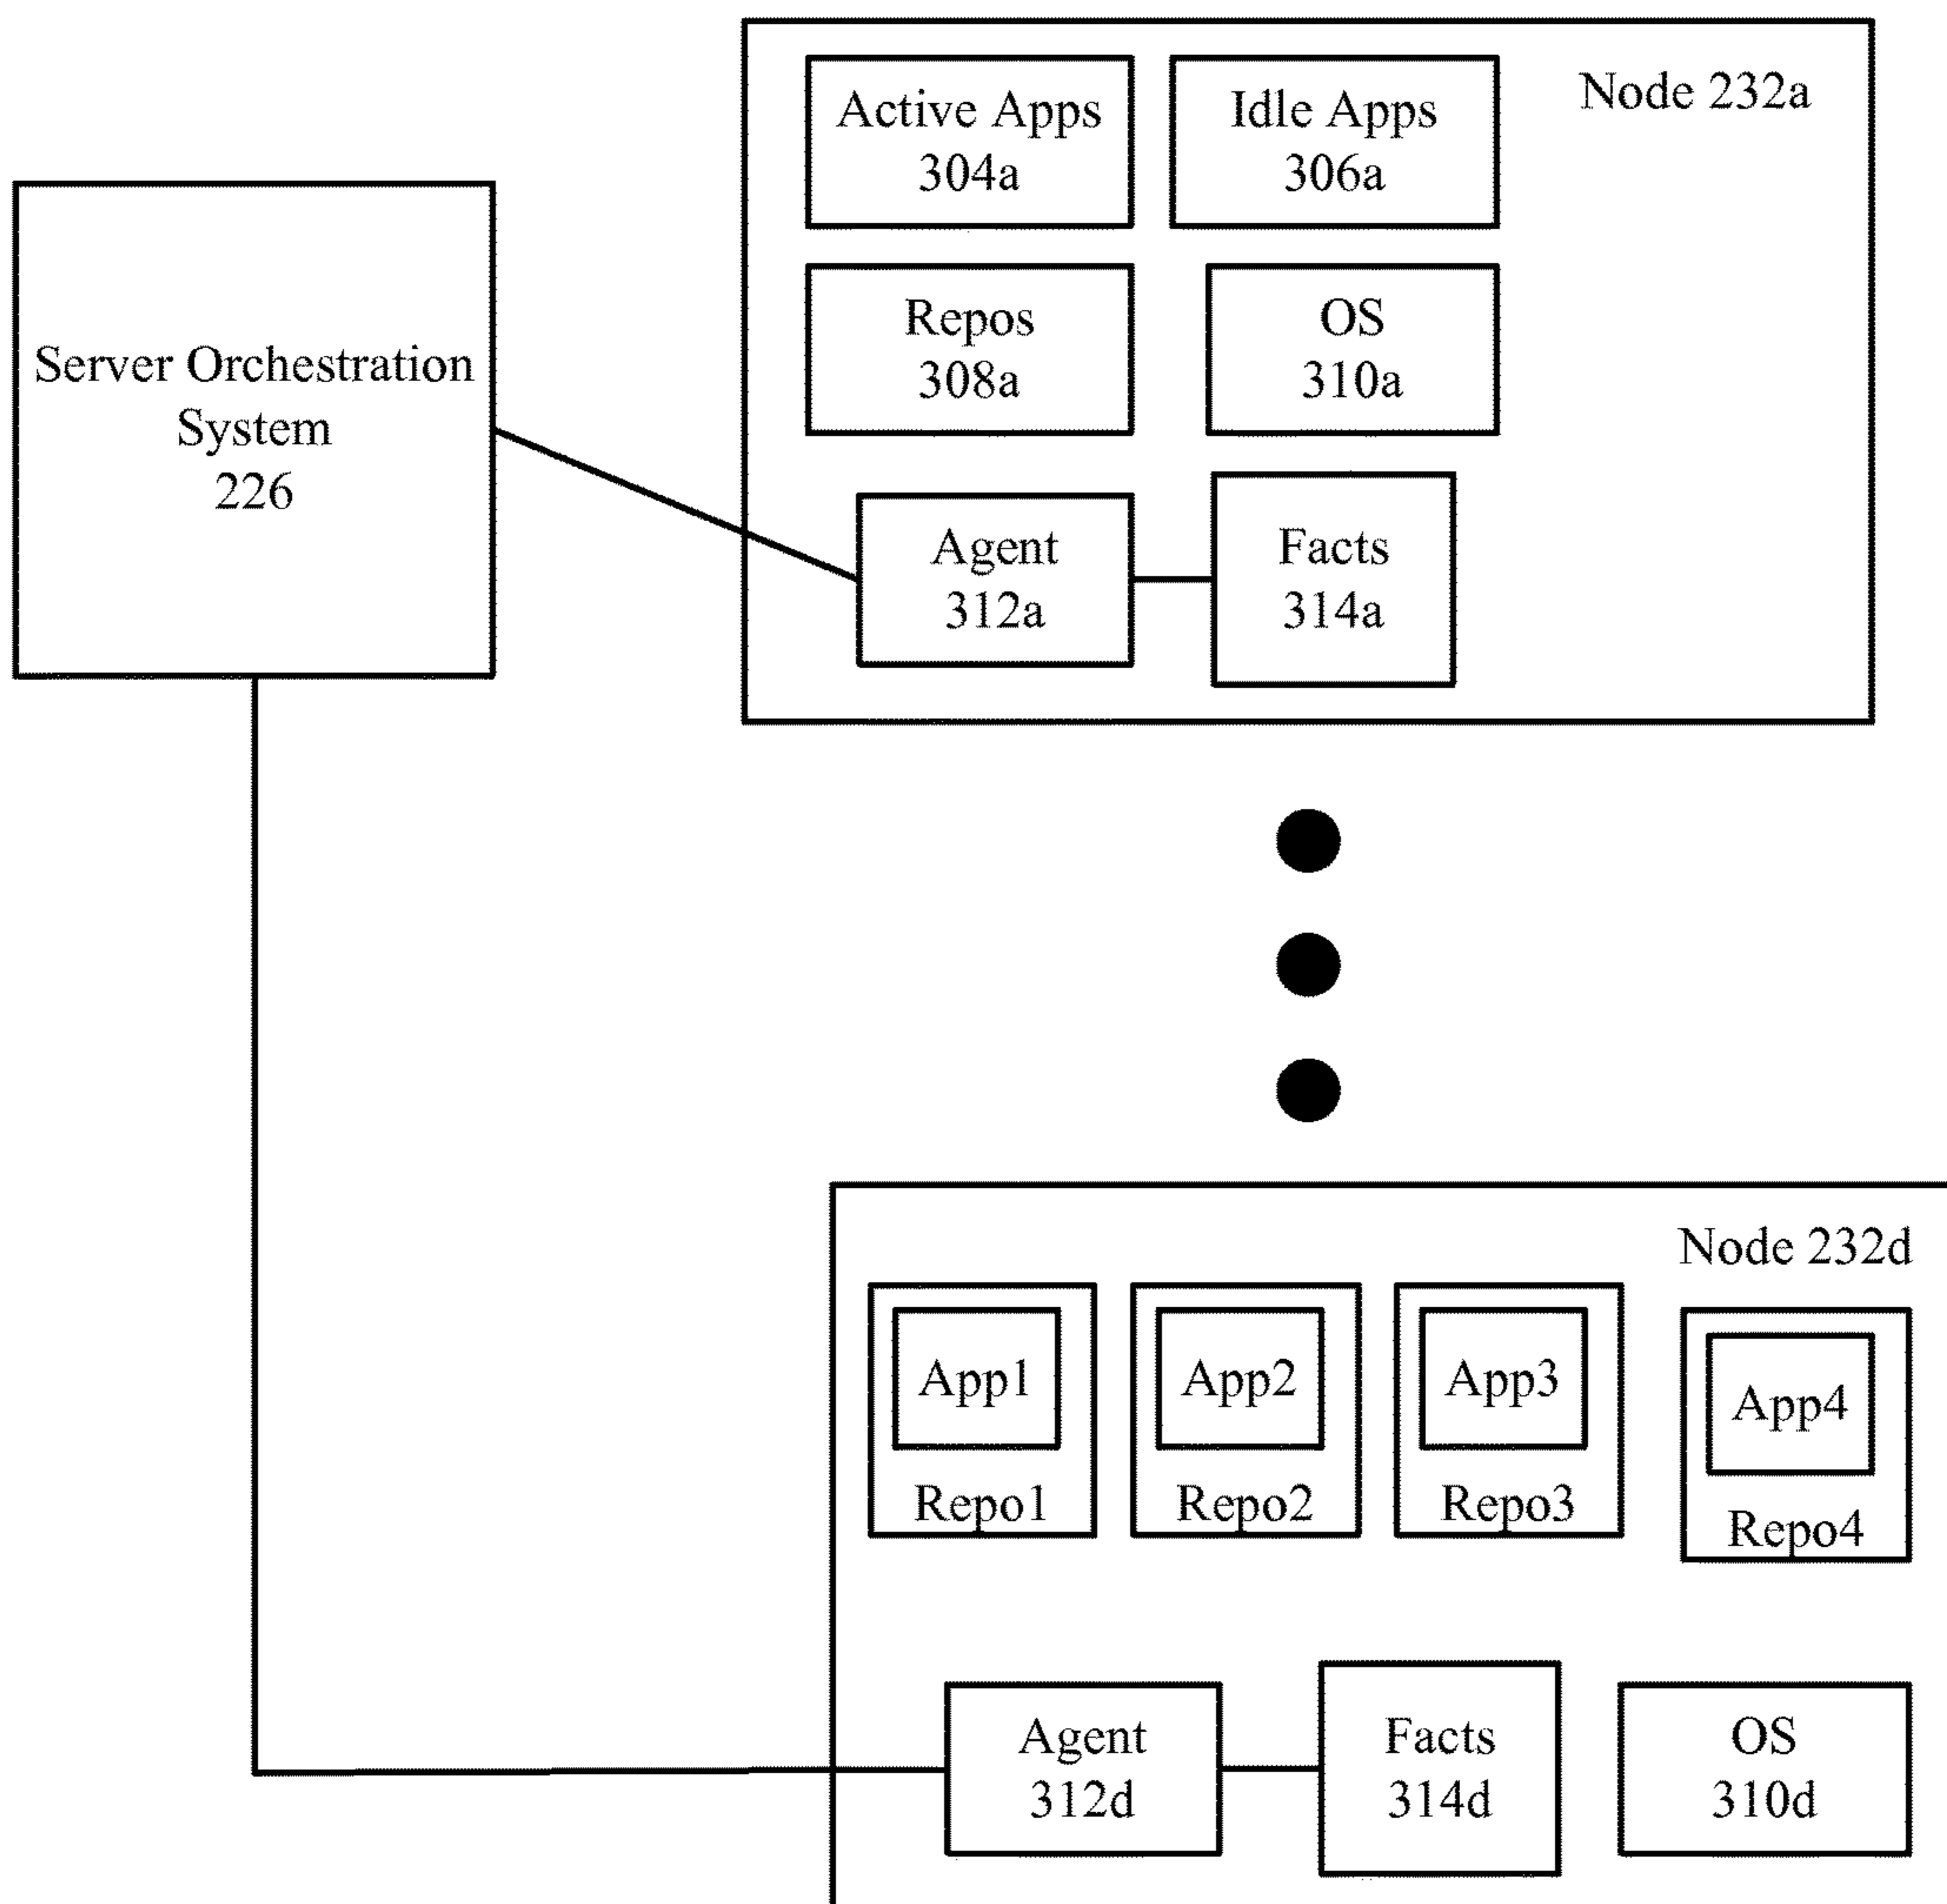 Node 232a
Active Apps
304a
Idle Apps
306a
Repos
308a
OS
310a
Server Orchestration
System
226
Agent
312a
Facts
314a
Node 232d
App1
Repo1
App2
Repo2
App3
Repo3
App4
Repo4
Agent
312d
Facts
314d
OS
310d